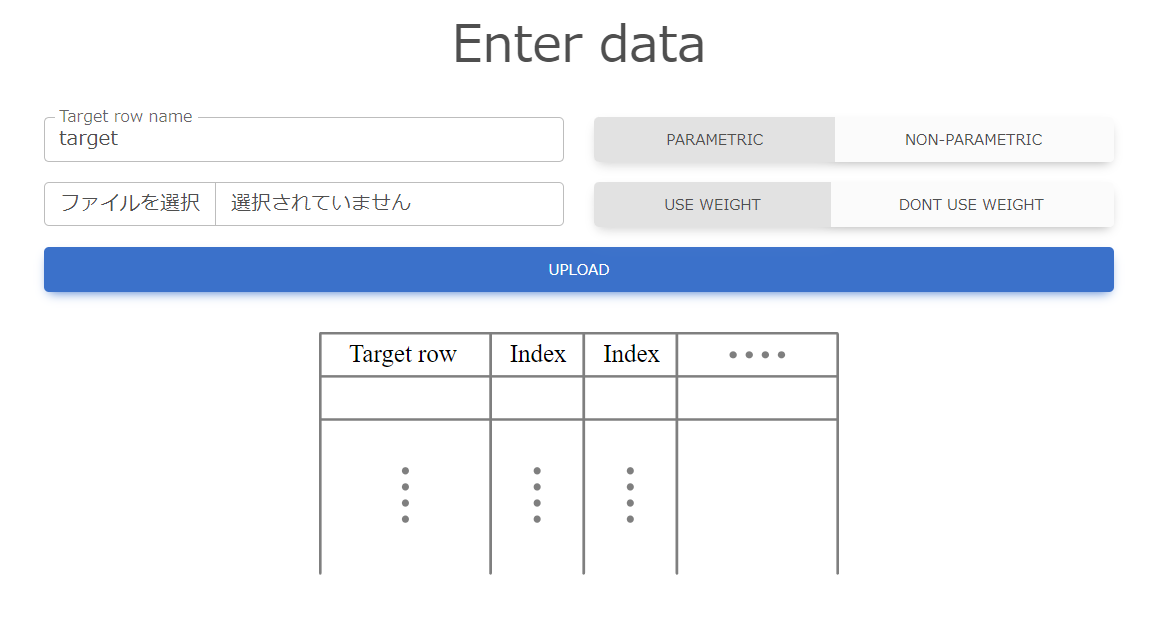 Enter data
Target row name
target
PARAMETRIC
NON-PARAMETRIC
ファイルを選択
選択されていません
USE WEIGHT
DONT USE WEIGHT
UPLOAD
Target row
Index
Index